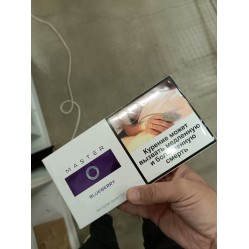 MASTER
BLUEBERRY
Курение может
вызвать медленную
и болезненную
смерть